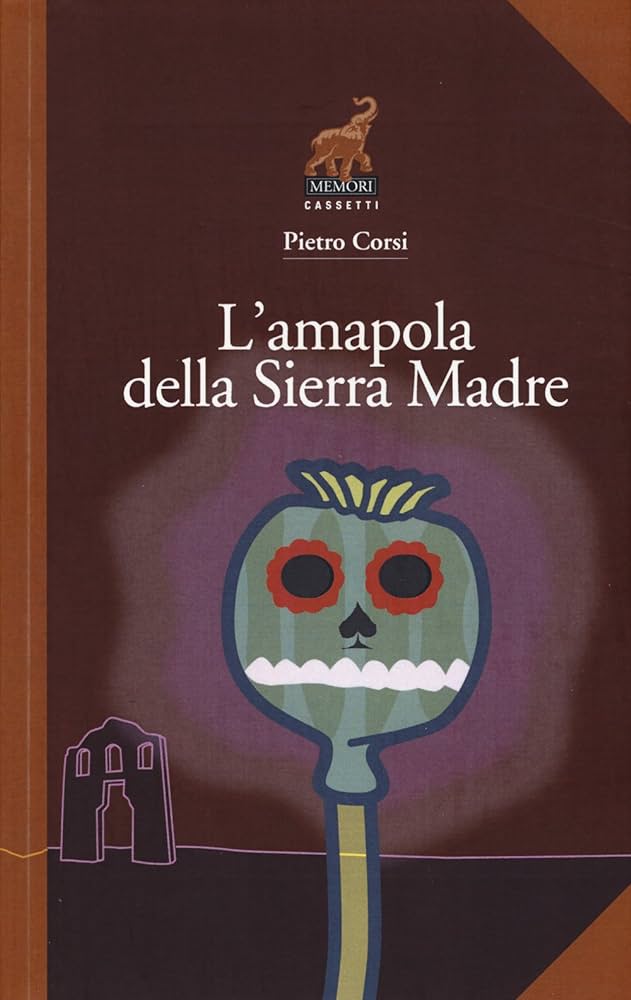 MEMORI
CASSETTI
Pietro Corsi
L’amapola
della Sierra Madre